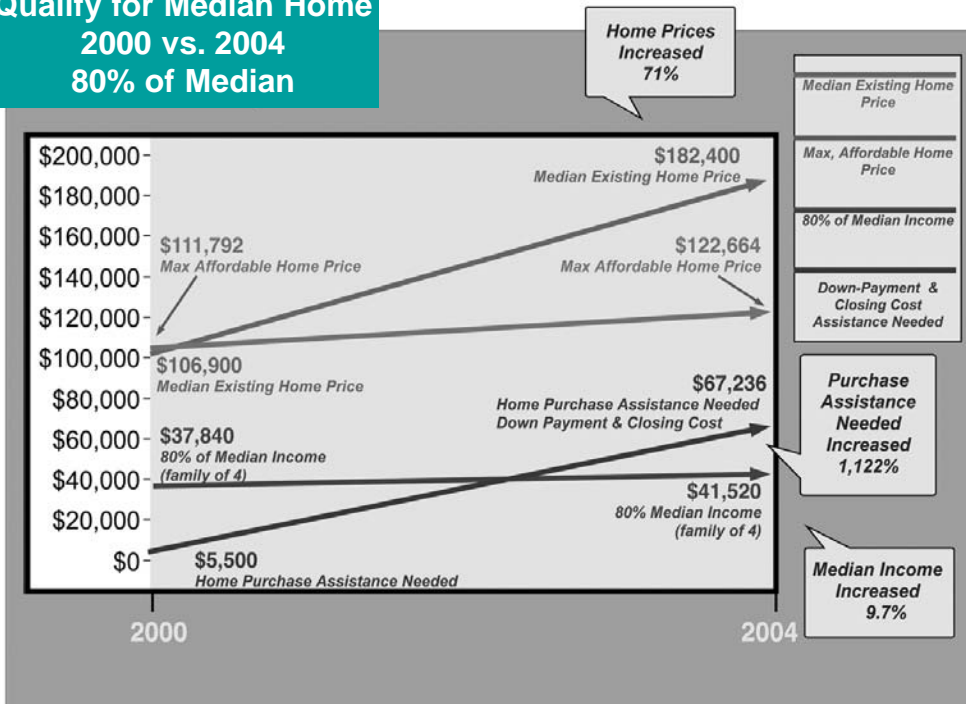 Qualify for Median Home
2000 vs. 2004
80% of Median
Home Prices
Increased
71%
Median Existing Home
Price
Max, Affordable Home
Price
80% of Median Income
Down-Payment &
Closing Cost
Assistance Needed
$200,000
$180,000
$160,000
$140,000
$120,000
$100,000
$80,000
$60,000
$40,000
$20,000
$0
$182,400
Median Existing Home Price
$111,792
Max Affordable Home Price
$122,664
Max Affordable Home Price
$106,900
Median Existing Home Price
$67,236
Home Purchase Assistance Needed
Down Payment & Closing Cost
$37,840
80% of Median Income
(family of 4)
$41,520
80% Median Income
(family of 4)
$5,500
Home Purchase Assistance Needed
Purchase
Assistance
Needed
Increased
1,122%
Median Income
Increased
9.7%
2000
2004